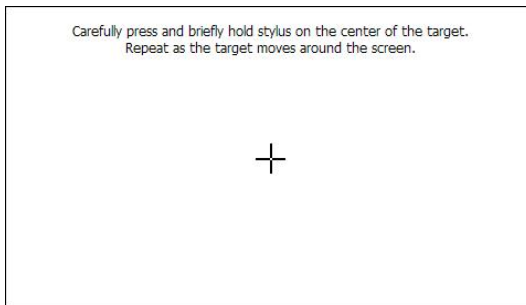 Carefully press and briefly hold stylus on the center of the target.
Repeat as the target moves around the screen.